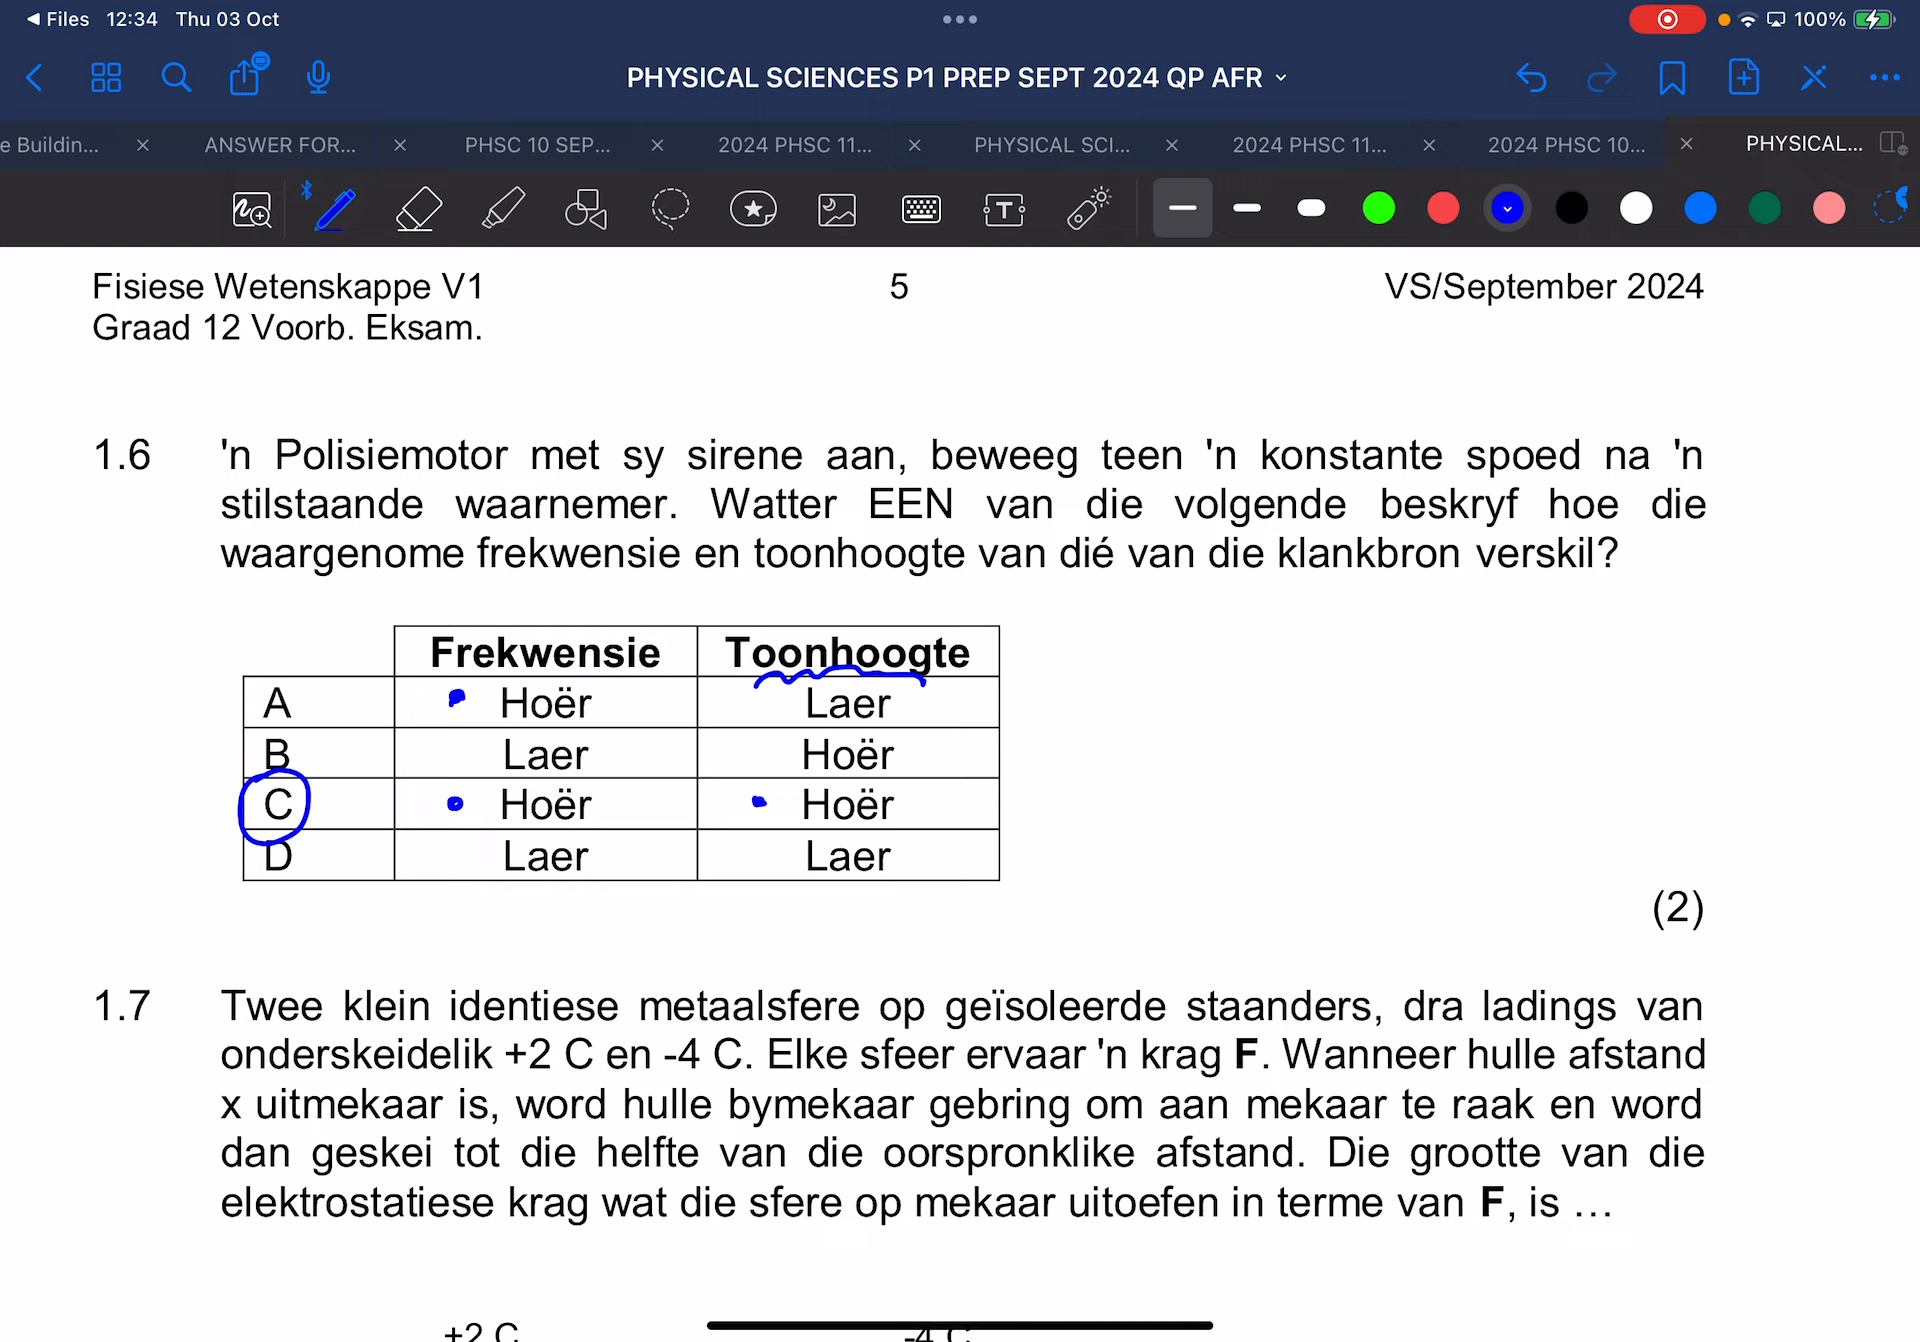 Files 12:34 Thu 03 Oct
100%
PHYSICAL SCIENCES P1 PREP SEPT 2024 QP AFR
e Buildin... ANSWER FOR... PHSC 10 SEP... 2024 PHSC 11... PHYSICAL SCI... 2024 PHSC 11... 2024 PHSC 10... PHYSICAL...
Fisiese Wetenskappe V1 5 VS/September 2024
Graad 12 Voorb. Eksam.
1.6 'n Polisiemotor met sy sirene aan, beweeg teen 'n konstante spoed na 'n
stilstaande waarnemer. Watter EEN van die volgende beskryf hoe die
waargenome frekwensie en toonhoogte van dié van die klankbron verskil?
Frekwensie Toonhoogte
A Hoër Laer
B Laer Hoër
C Hoër Hoër
D Laer Laer
(2)
1.7 Twee klein identiese metaalsfere op geïsoleerde staanders, dra ladings van
onderskeidelik +2 C en -4 C. Elke sfeer ervaar 'n krag F. Wanneer hulle afstand
x uitmekaar is, word hulle bymekaar gebring om aan mekaar te raak en word
dan geskei tot die helfte van die oorspronklike afstand. Die grootte van die
elektrostatiese krag wat die sfere op mekaar uitoefen in terme van F, is …
+2 C -4 C